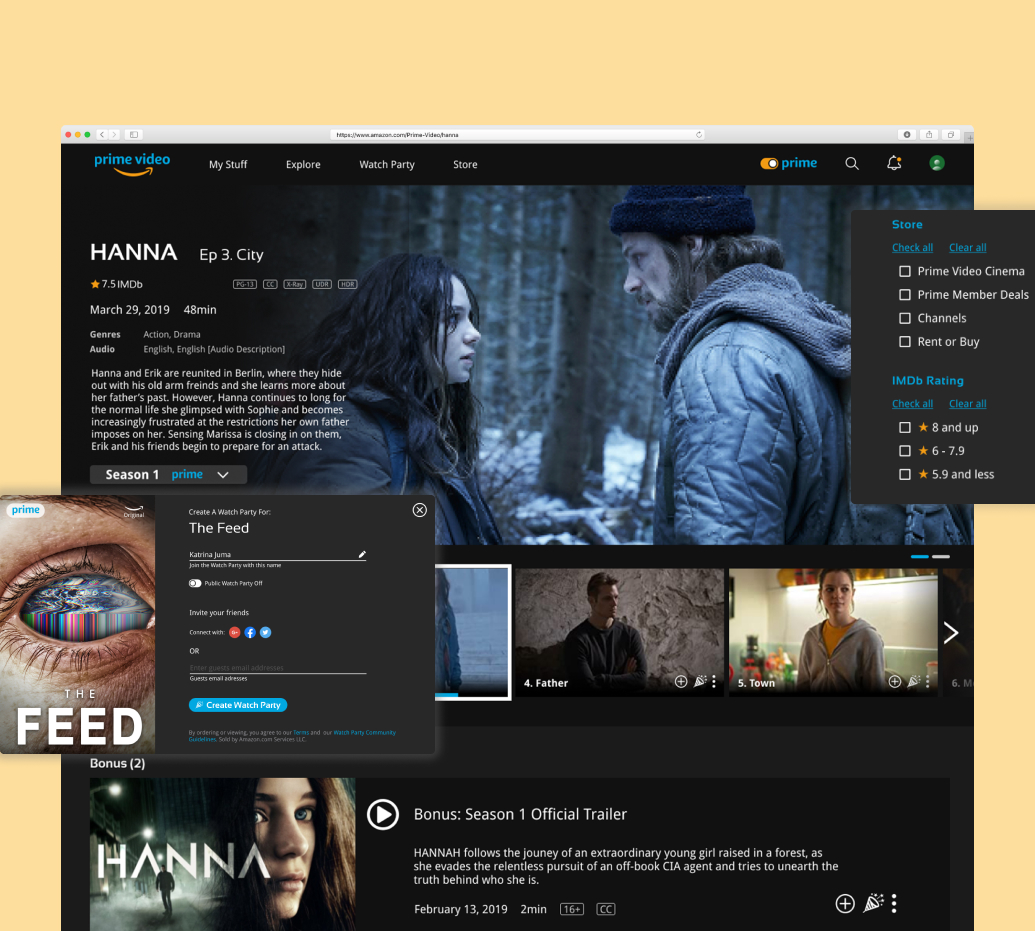 https://www.amazon.com/Prime-Video/hanna
prime video
My Stuff
Explore
Watch Party
Store
prime
HANNA Ep 3. City
7.5 IMDb
PG-13 CC X-Ray UDR HDR
March 29, 2019 48min
Genres Action, Drama
Audio English, English [Audio Description]
Hanna and Erik are reunited in Berlin, where they hide
out with his old arm freinds and she learns more about
her father's past. However, Hanna continues to long for
the normal life she glimpsed with Sophie and becomes
increasingly frustrated at the restrictions her own father
imposes on her. Sensing Marissa is closing in on them,
Erik and his friends begin to prepare for an attack.
Season 1 prime
Store
Check all Clear all
Prime Video Cinema
Prime Member Deals
Channels
Rent or Buy
IMDb Rating
Check all Clear all
8 and up
6 - 7.9
5.9 and less
prime
Original
THE
FEED
Create A Watch Party For:
The Feed
Katrina Juma
Join the Watch Party with this name
Public Watch Party Off
Invite your friends
Connect with:
OR
Enter guests email addresses
Guests email adresses
Create Watch Party
By ordering or viewing, you agree to our Terms and our Watch Party Community
Guidelines. Sold by Amazon.com Services LLC.
4. Father
5. Town
6. M
Bonus (2)
HANNA
Bonus: Season 1 Official Trailer
HANNAH follows the jouney of an extraordinary young girl raised in a forest, as
she evades the relentless pursuit of an off-book CIA agent and tries to unearth the
truth behind who she is.
February 13, 2019 2min 16+ CC